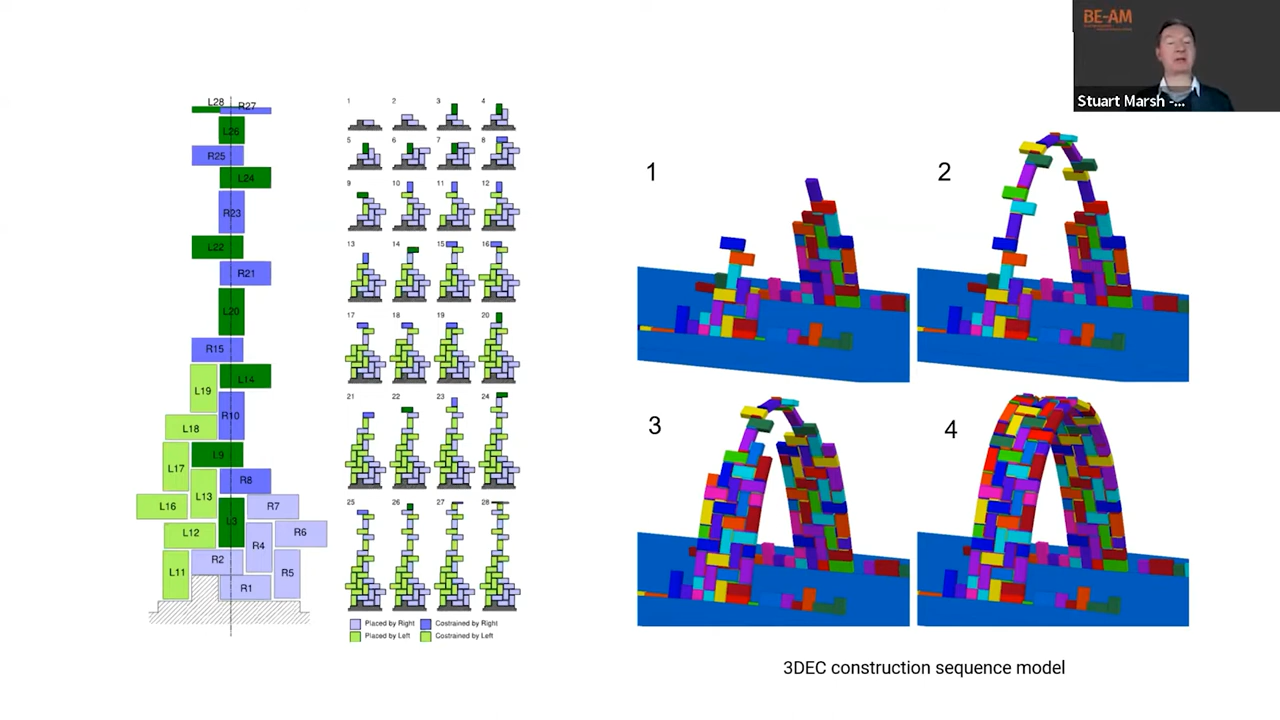 BE-AM
Stuart Marsh -...
L28
R27
L26
R25
L24
R23
L22
R21
L20
R15
L19
L14
R10
L18
L9
L17
R8
L13
L16
L3
R7
L12
R4
R6
R2
L11
R5
R1
1 2 3 4
5 6 7 8
9 10 11 12
13 14 15 16
17 18 19 20
21 22 23 24
25 26 27 28
Placed by Right
Costrained by Right
Placed by Left
Costrained by Left
1
2
3
4
3DEC construction sequence model